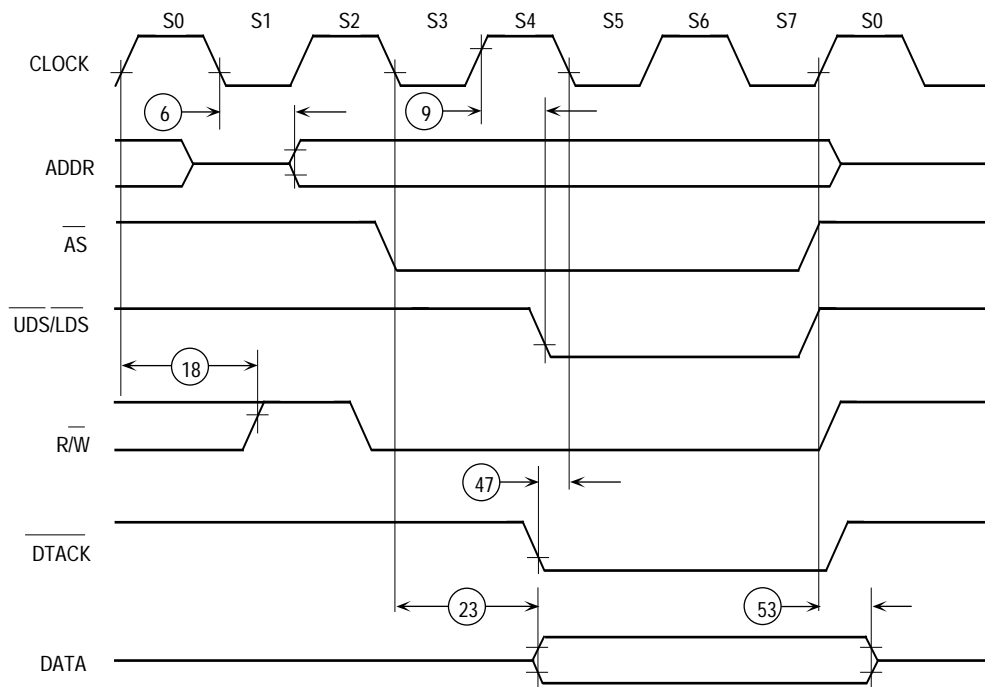 S0 S1 S2 S3 S4 S5 S6 S7 S0
CLOCK
6 9
ADDR
AS
UDS/LDS
18
R/W
47
DTACK
23 53
DATA